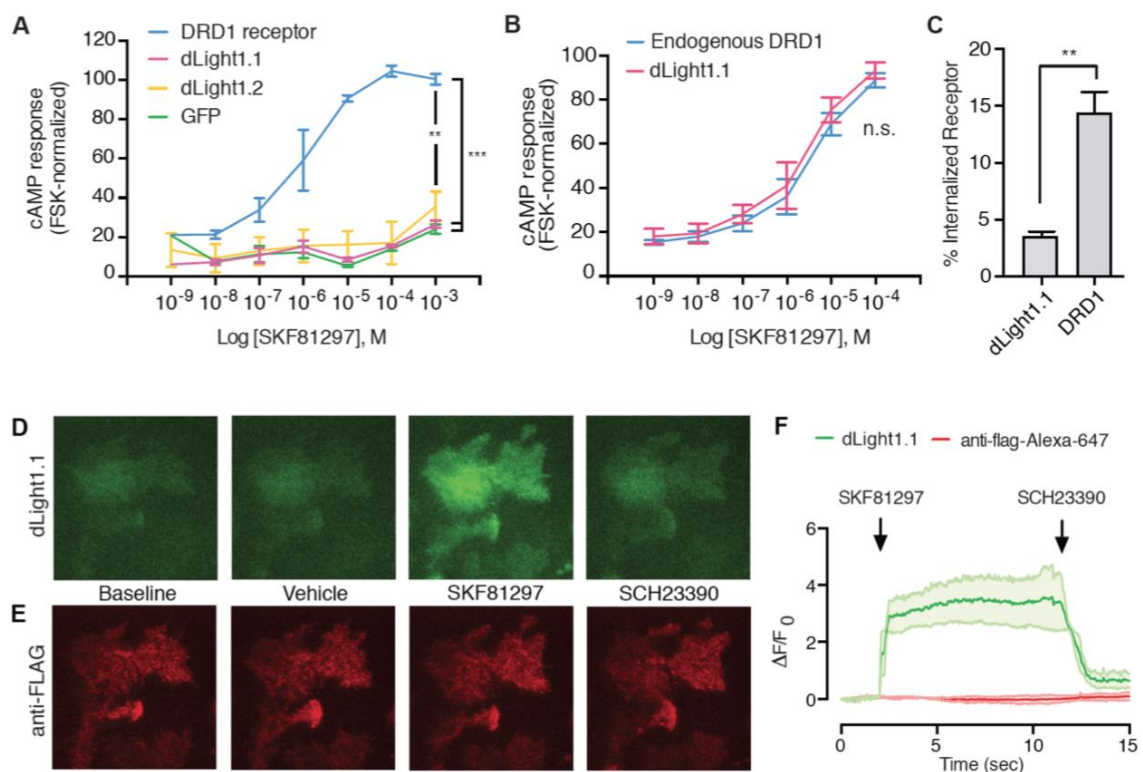 A
DRD1 receptor
dLight1.1
dLight1.2
GFP
cAMP response
(FSK-normalized)
120
100
80
60
40
20
0
**
***
10-9 10-8 10-7 10-6 10-5 10-4 10-3
Log [SKF81297], M
B
Endogenous DRD1
dLight1.1
cAMP response
(FSK-normalized)
100
80
60
40
20
0
n.s.
10-9 10-8 10-7 10-6 10-5 10-4
Log [SKF81297], M
C
% Internalized Receptor
20
15
10
5
0
**
dLight1.1
DRD1
D
dLight1.1
Baseline Vehicle SKF81297 SCH23390
E
anti-FLAG
F
dLight1.1 anti-flag-Alexa-647
SKF81297 SCH23390
ΔF/F0
6
4
2
0
0 5 10 15
Time (sec)